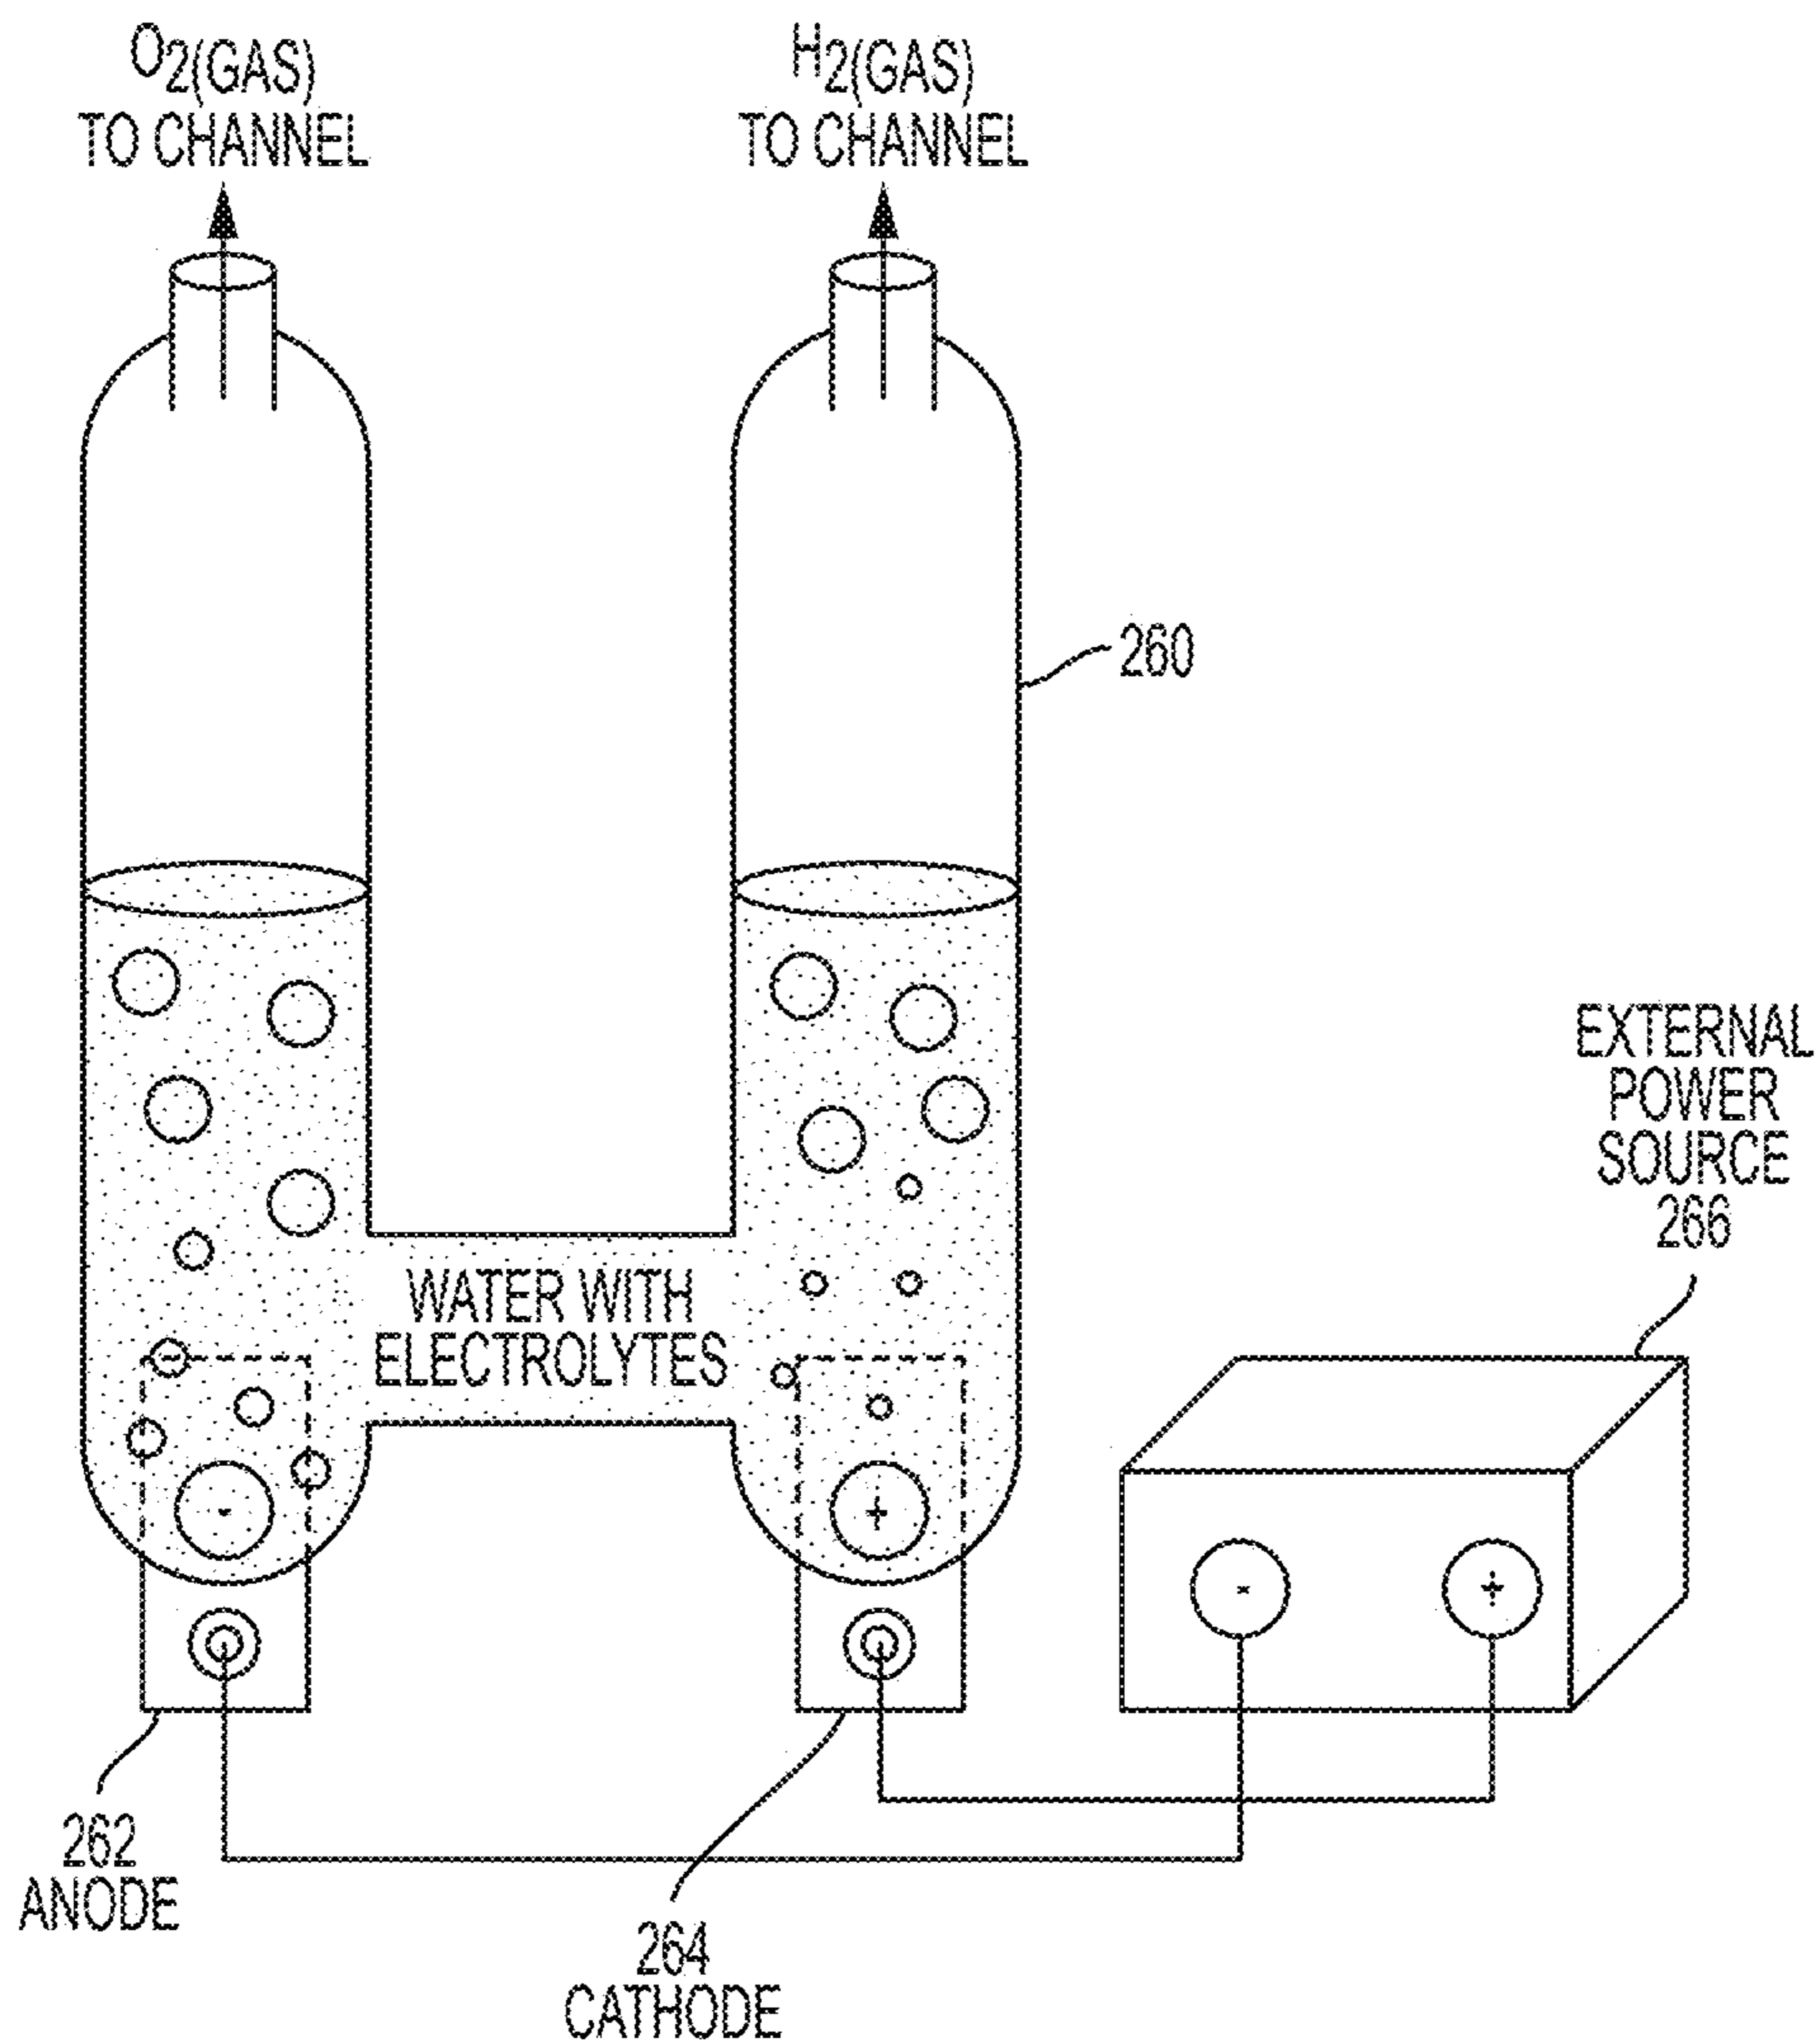 O2(GAS)
TO CHANNEL
H2(GAS)
TO CHANNEL
260
EXTERNAL
POWER
SOURCE
266
WATER WITH
ELECTROLYTES
-
+
-
+
262
ANODE
264
CATHODE